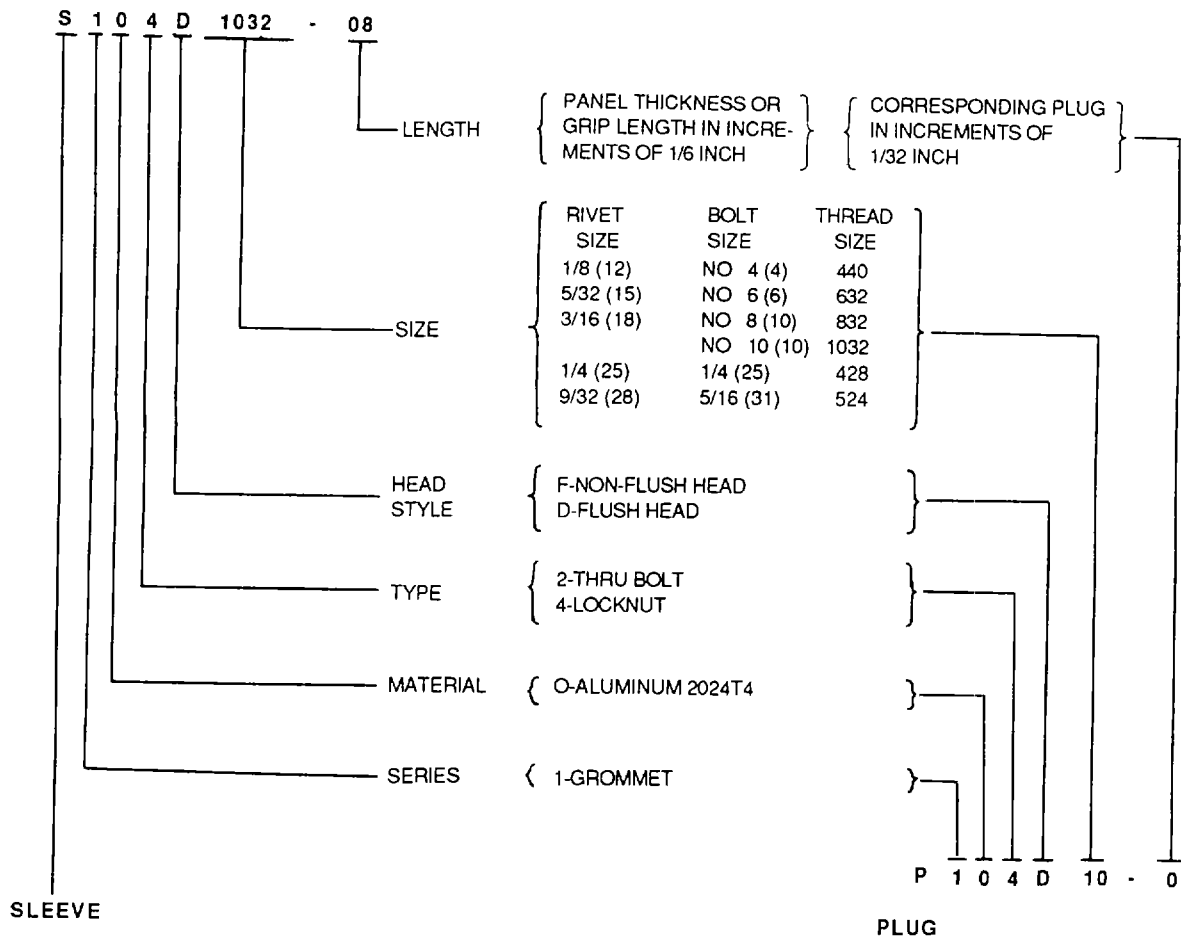 S 1 0 4 D 1032 - 08
LENGTH
PANEL THICKNESS OR
GRIP LENGTH IN INCRE-
MENTS OF 1/6 INCH
CORRESPONDING PLUG
IN INCREMENTS OF
1/32 INCH
SIZE
RIVET BOLT THREAD
SIZE SIZE SIZE
1/8 (12) NO 4 (4) 440
5/32 (15) NO 6 (6) 632
3/16 (18) NO 8 (10) 832
NO 10 (10) 1032
1/4 (25) 1/4 (25) 428
9/32 (28) 5/16 (31) 524
HEAD
STYLE
F-NON-FLUSH HEAD
D-FLUSH HEAD
TYPE
2-THRU BOLT
4-LOCKNUT
MATERIAL
O-ALUMINUM 2024T4
SERIES
1-GROMMET
P 1 0 4 D 10 - 0
SLEEVE
PLUG